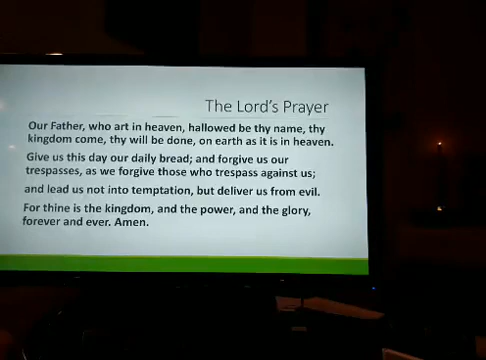 The Lord's Prayer
Our Father, who art in heaven, hallowed be thy name, thy
kingdom come, thy will be done, on earth as it is in heaven.
Give us this day our daily bread; and forgive us our
trespasses, as we forgive those who trespass against us;
and lead us not into temptation, but deliver us from evil.
For thine is the kingdom, and the power, and the glory,
forever and ever. Amen.